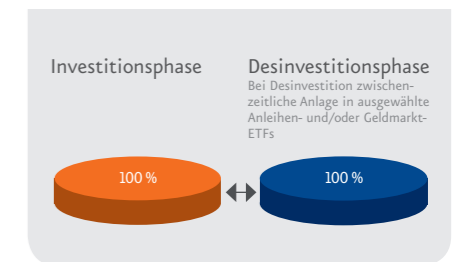 Investitionsphase
Desinvestitionsphase
Bei Desinvestition zwischen-
zeitliche Anlage in ausgewählte
Anleihen- und/oder Geldmarkt-
ETFs
100 %
100 %